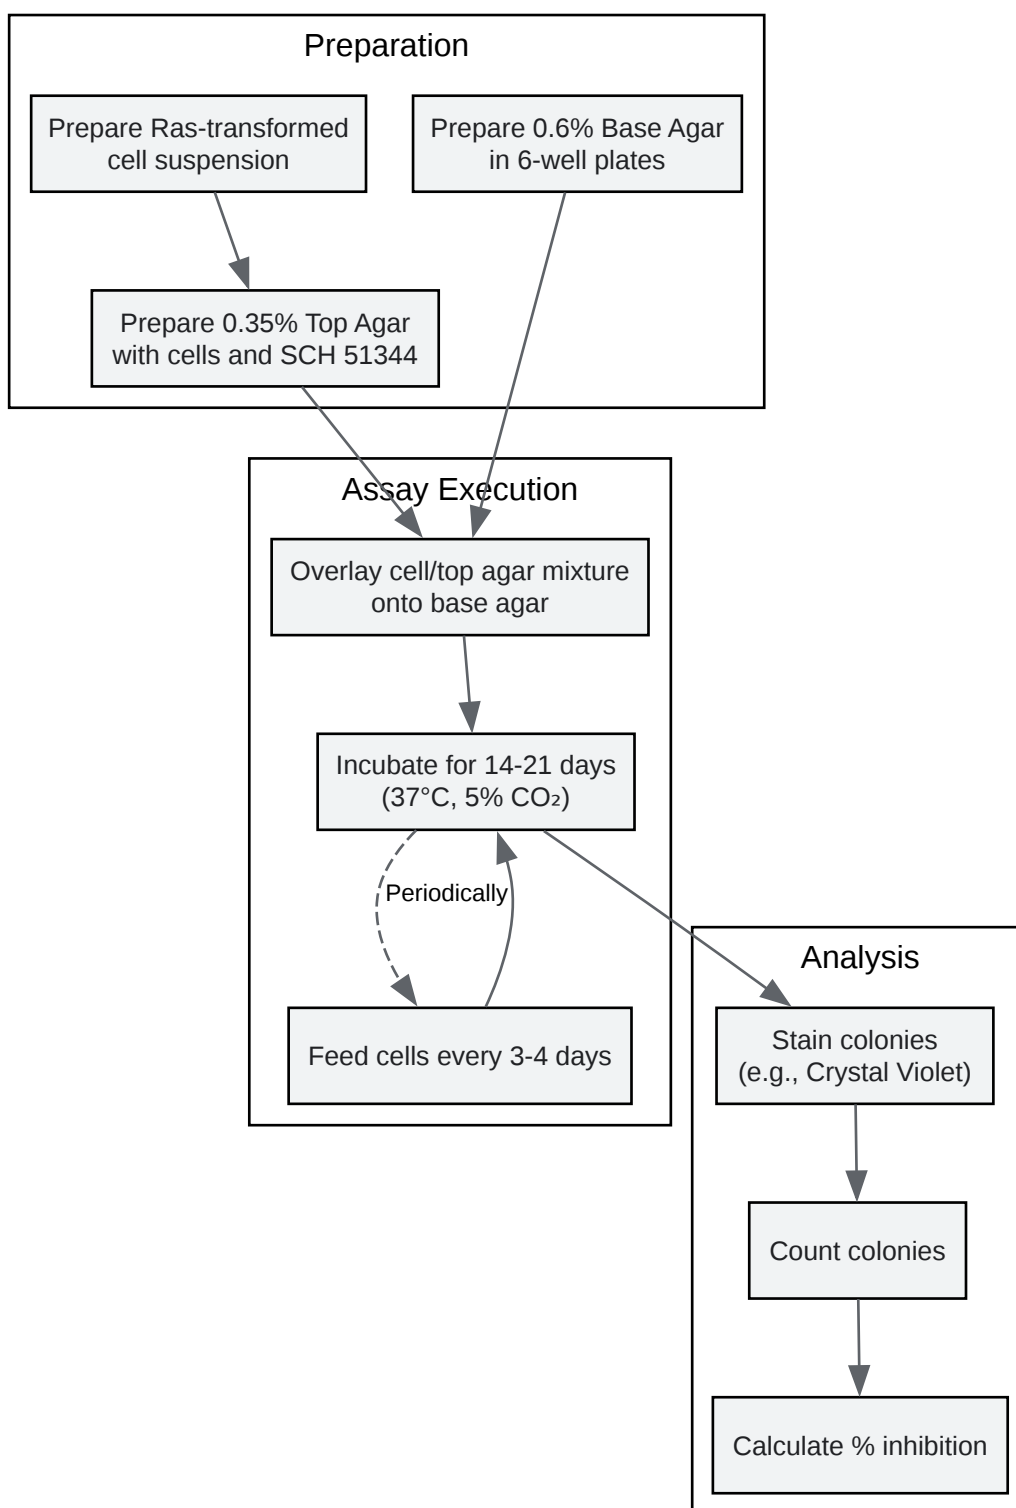 Preparation
Prepare Ras-transformed
cell suspension
Prepare 0.6% Base Agar
in 6-well plates
Prepare 0.35% Top Agar
with cells and SCH 51344
Assay Execution
Overlay cell/top agar mixture
onto base agar
Incubate for 14-21 days
(37°C, 5% CO₂)
Periodically
Feed cells every 3-4 days
Analysis
Stain colonies
(e.g., Crystal Violet)
Count colonies
Calculate % inhibition